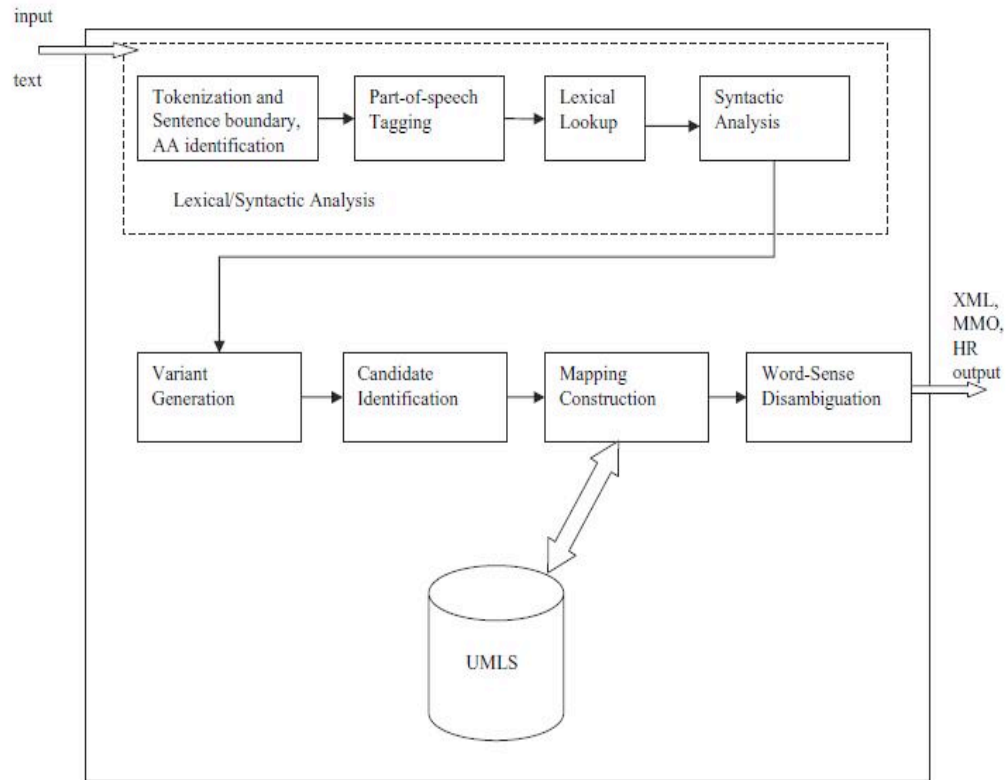 input
text
Tokenization and
Sentence boundary,
AA identification
Part-of-speech
Tagging
Lexical
Lookup
Syntactic
Analysis
Lexical/Syntactic Analysis
Variant
Generation
Candidate
Identification
Mapping
Construction
Word-Sense
Disambiguation
XML,
MMO,
HR
output
UMLS